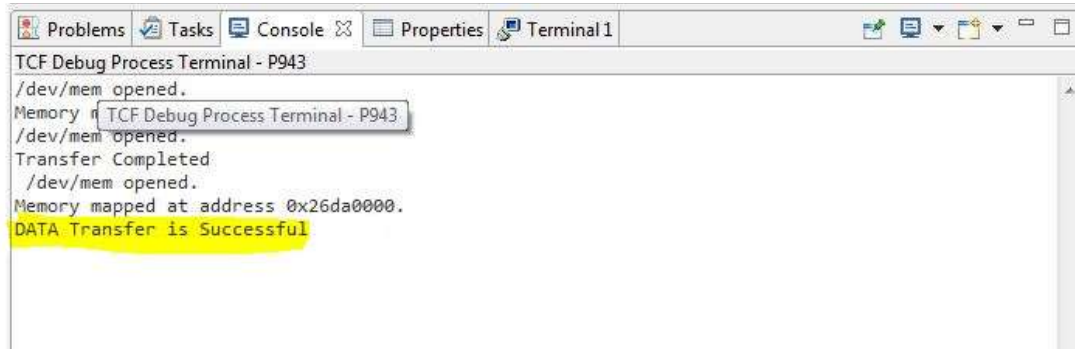 Problems Tasks Console Properties Terminal 1
TCF Debug Process Terminal - P943
/dev/mem opened.
Memory
TCF Debug Process Terminal - P943
/dev/mem opened.
Transfer Completed
/dev/mem opened.
Memory mapped at address 0x26da0000.
DATA Transfer is Successful